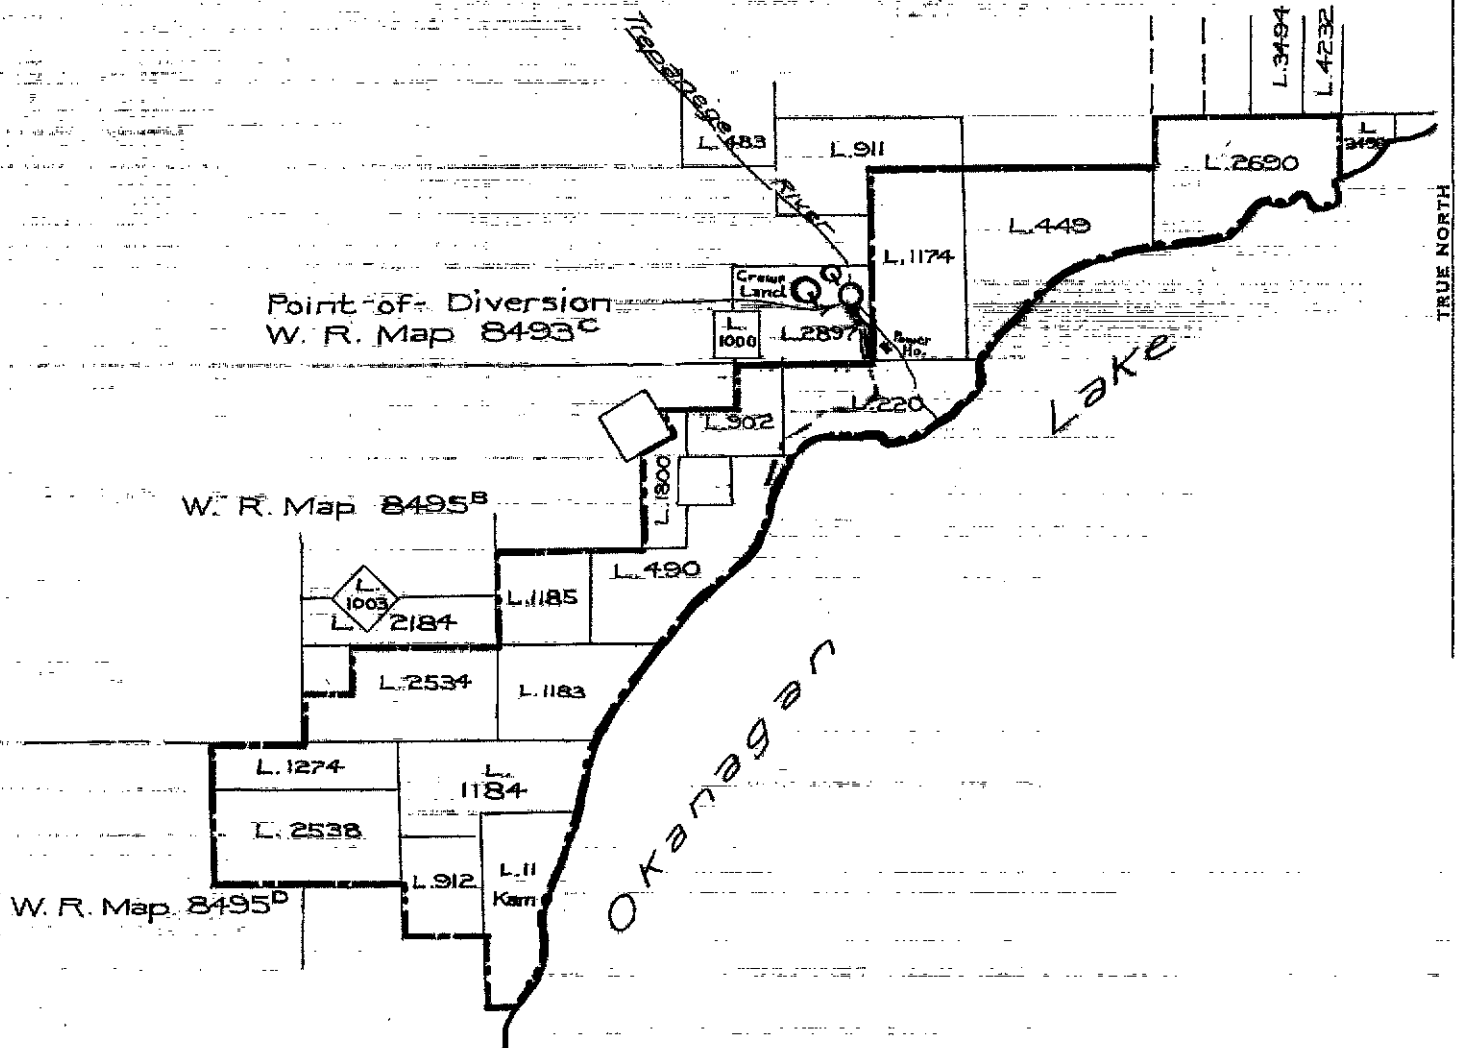 Trepanege
River
L.3494
L.4232
L. 483
L.911
L.2690
L
TRUE NORTH
L.449
L.1174
Crown
Land
Point-of-Diversion
W. R. Map 8493C
L.
1000
L.2897
Power
Ho.
Okanagan Lake
L.902
L.220
L.1800
W. R. Map 8495B
L. 490
L.
1003
L. 2184
L.1185
L.2534
L.1183
L.1274
L.
1184
L. 2538
L.912
L.11
Kam
W. R. Map 8495D